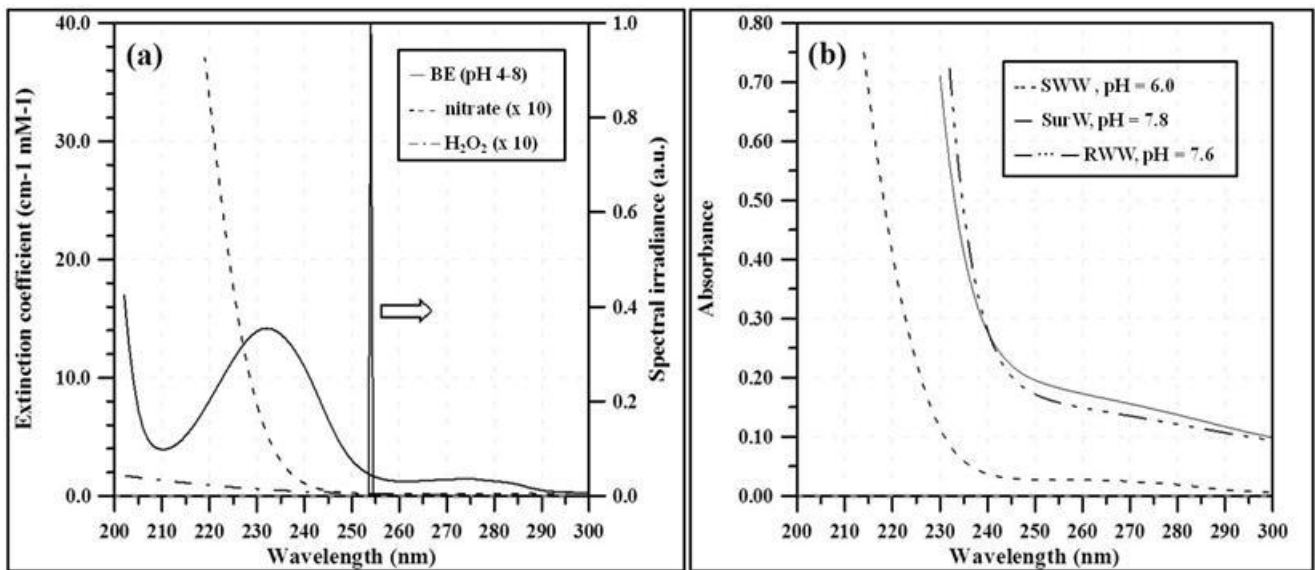 (a)
BE (pH 4-8)
nitrate (x 10)
H₂O₂ (x 10)
Extinction coefficient (cm-1 mM-1)
40.0
30.0
20.0
10.0
0.0
Spectral irradiance (a.u.)
1.0
0.8
0.6
0.4
0.2
0.0
200 210 220 230 240 250 260 270 280 290 300
Wavelength (nm)
(b)
SWW , pH = 6.0
SurW, pH = 7.8
RWW, pH = 7.6
Absorbance
0.80
0.70
0.60
0.50
0.40
0.30
0.20
0.10
0.00
200 210 220 230 240 250 260 270 280 290 300
Wavelength (nm)